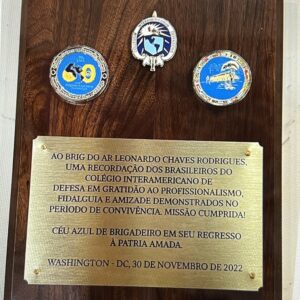 AO BRIG DO AR LEONARDO CHAVES RODRIGUES,
UMA RECORDAÇÃO DOS BRASILEIROS DO
COLÉGIO INTERAMERICANO DE
DEFESA EM GRATIDÃO AO PROFISSIONALISMO,
FIDALGUIA E AMIZADE DEMONSTRADOS NO
PERÍODO DE CONVIVÊNCIA. MISSÃO CUMPRIDA!
CÉU AZUL DE BRIGADEIRO EM SEU REGRESSO
À PATRIA AMADA.
WASHINGTON - DC, 30 DE NOVEMBRO DE 2022